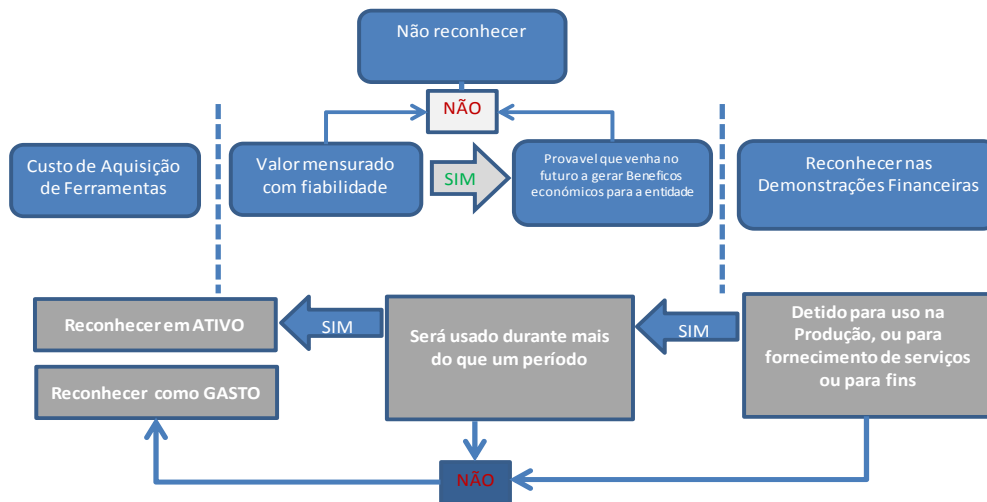 Não reconhecer
NÃO
Custo de Aquisição
de Ferramentas
Valor mensurado
com fiabilidade
SIM
Provavel que venha no
futuro a gerar Beneficos
económicos para a entidade
Reconhecer nas
Demonstrações Financeiras
Reconhecer em ATIVO
SIM
Será usado durante mais
do que um período
SIM
Detido para uso na
Produção, ou para
fornecimento de serviços
ou para fins
Reconhecer como GASTO
NÃO